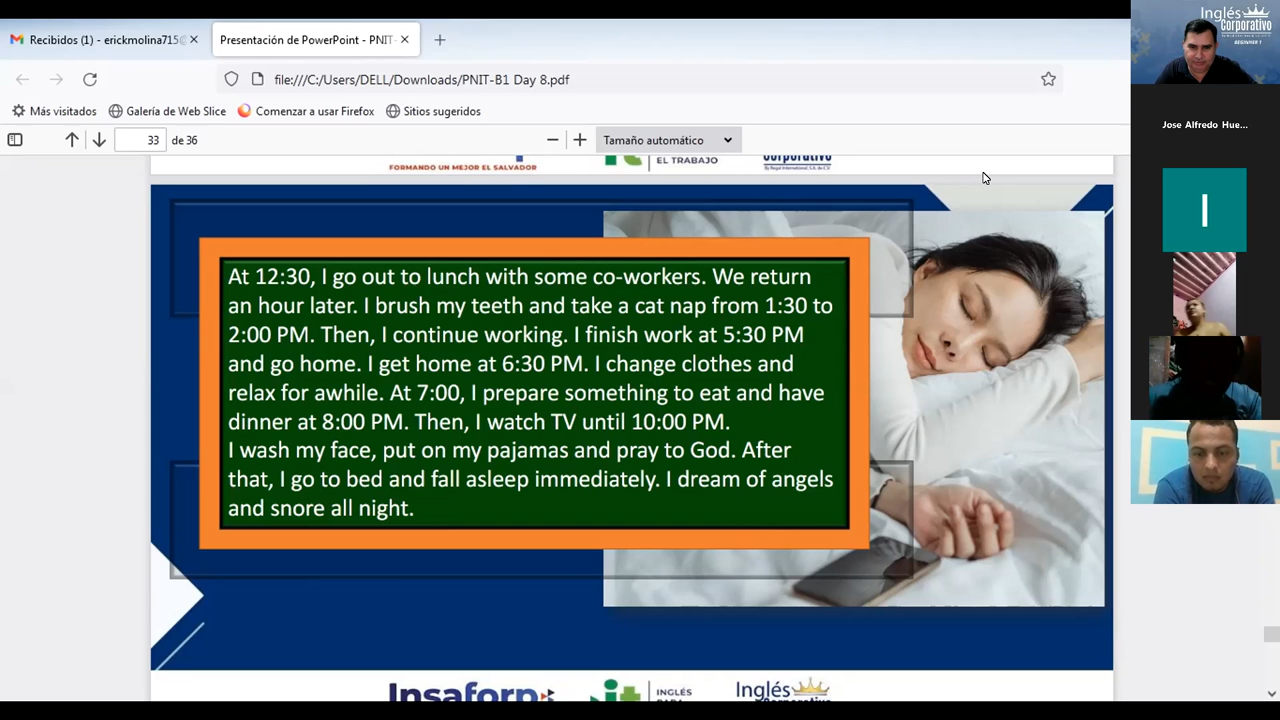 Recibidos (1) - erickmolina715@
Presentación de PowerPoint - PNIT-
file:///C:/Users/DELL/Downloads/PNIT-B1 Day 8.pdf
Más visitados
Galería de Web Slice
Comenzar a usar Firefox
Sitios sugeridos
33 de 36
Tamaño automático
FORMANDO UN MEJOR EL SALVADOR
EL TRABAJO
Corporativo
At 12:30, I go out to lunch with some co-workers. We return
an hour later. I brush my teeth and take a cat nap from 1:30 to
2:00 PM. Then, I continue working. I finish work at 5:30 PM
and go home. I get home at 6:30 PM. I change clothes and
relax for awhile. At 7:00, I prepare something to eat and have
dinner at 8:00 PM. Then, I watch TV until 10:00 PM.
I wash my face, put on my pajamas and pray to God. After
that, I go to bed and fall asleep immediately. I dream of angels
and snore all night.
Insaforp
INGLÉS
Inglés
Inglés
Corporativo
BEGINNER 1
Jose Alfredo Hue...
I